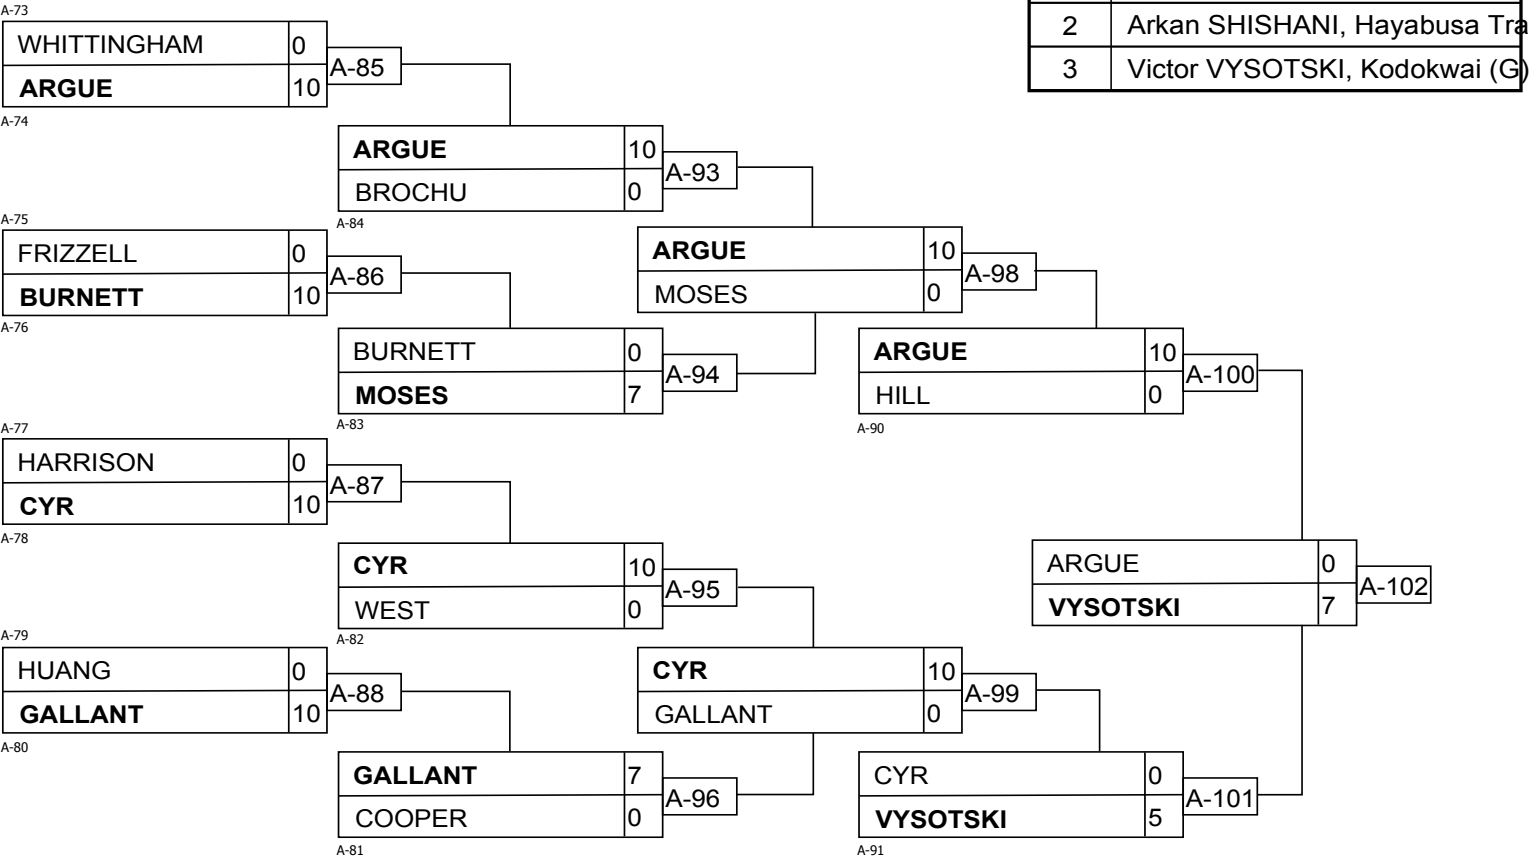 2 Arkan SHISHANI, Hayabusa Tra
3 Victor VYSOTSKI, Kodokwai (G)
A-73
WHITTINGHAM 0
ARGUE 10
A-85
A-74
ARGUE 10
BROCHU 0
A-93
A-84
A-75
FRIZZELL 0
BURNETT 10
A-86
A-76
ARGUE 10
MOSES 0
A-98
BURNETT 0
MOSES 7
A-94
A-83
ARGUE 10
HILL 0
A-100
A-90
A-77
HARRISON 0
CYR 10
A-87
A-78
CYR 10
WEST 0
A-95
A-82
ARGUE 0
VYSOTSKI 7
A-102
A-79
HUANG 0
GALLANT 10
A-88
A-80
CYR 10
GALLANT 0
A-99
GALLANT 7
COOPER 0
A-96
A-81
CYR 0
VYSOTSKI 5
A-101
A-91